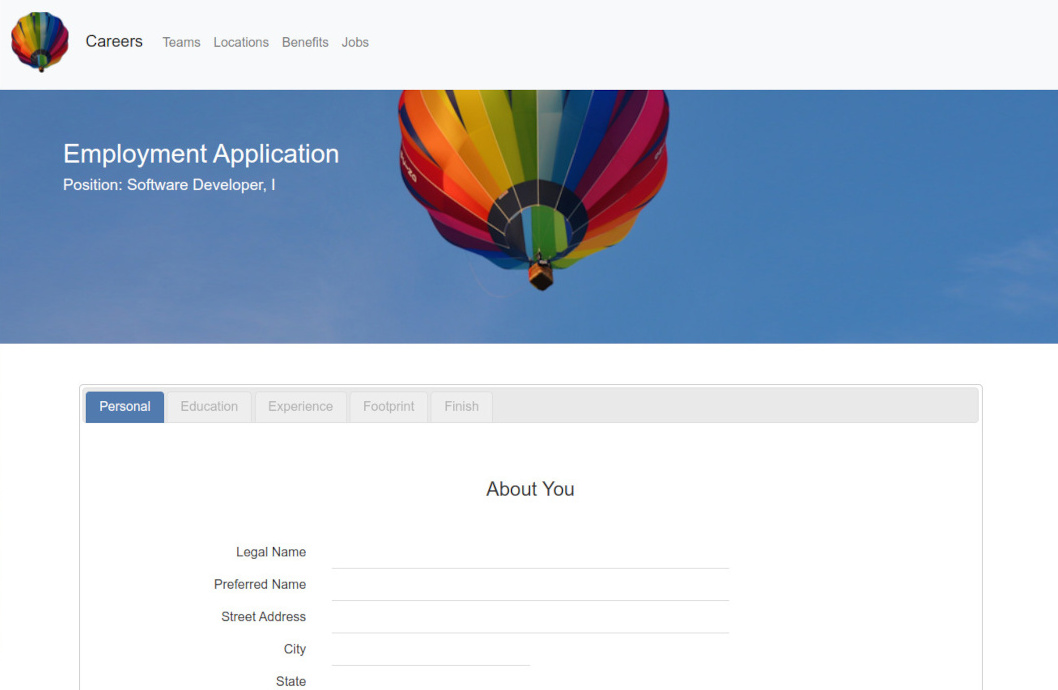 Careers Teams Locations Benefits Jobs
Employment Application
Position: Software Developer, I
Personal Education Experience Footprint Finish
About You
Legal Name
Preferred Name
Street Address
City
State